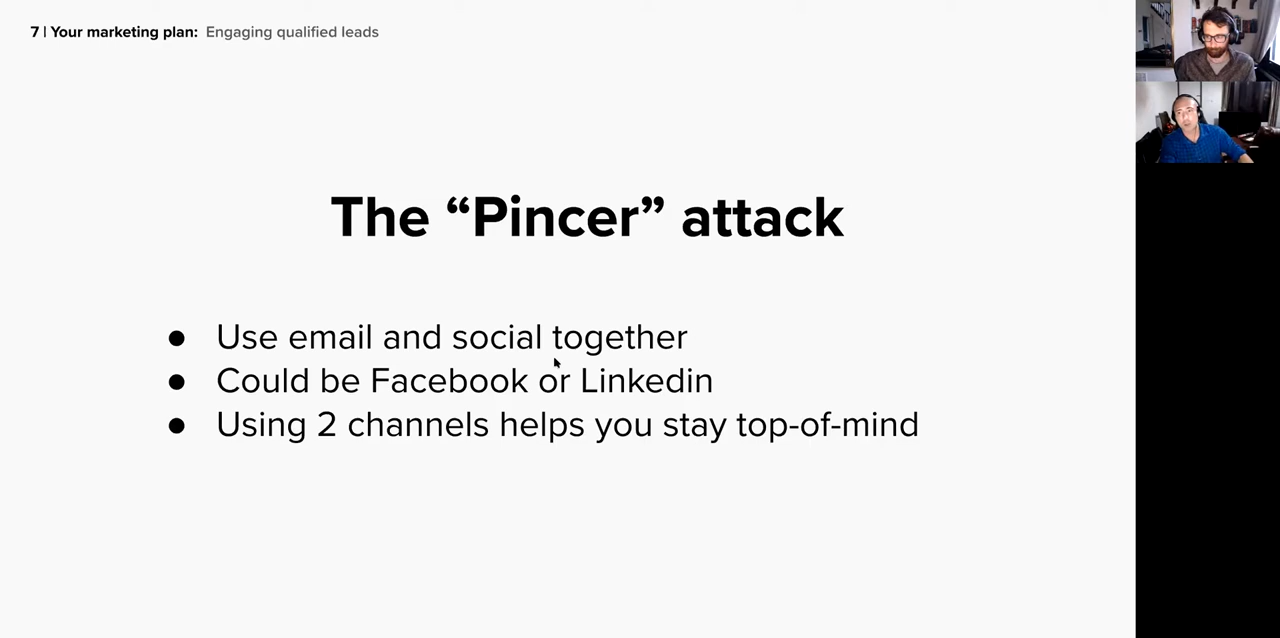 7 | Your marketing plan: Engaging qualified leads
The “Pincer” attack
● Use email and social together
● Could be Facebook or Linkedin
● Using 2 channels helps you stay top-of-mind